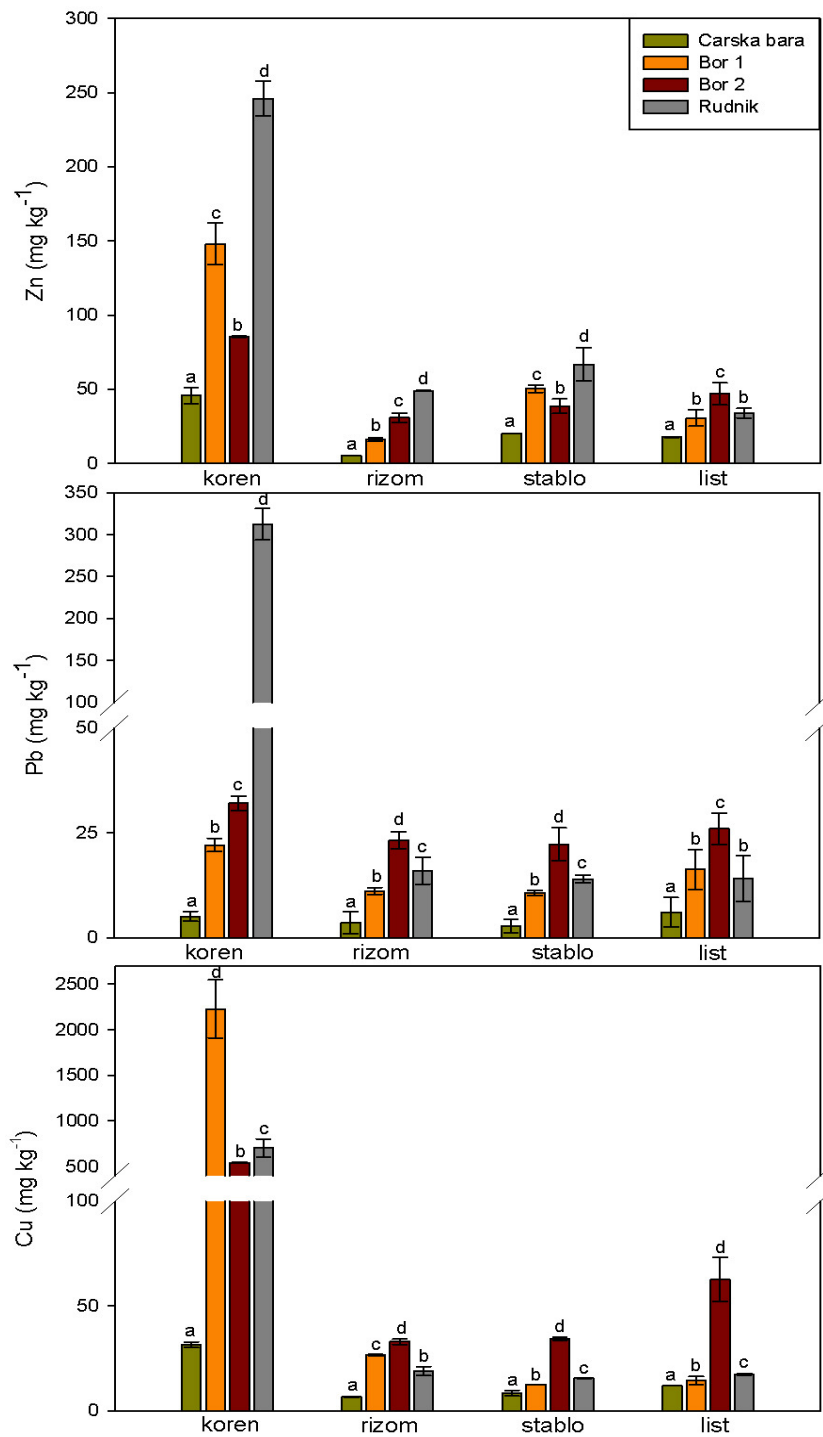 300
250
200
150
100
50
0
Zn (mg kg⁻¹)
Carska bara
Bor 1
Bor 2
Rudnik
a c b d
a b c d
a c b d
a b c b
koren rizom stablo list
350
300
250
200
150
100
50
25
0
Pb (mg kg⁻¹)
a b c d
a b d c
a b d c
a b c b
koren rizom stablo list
2500
2000
1500
1000
500
100
50
0
Cu (mg kg⁻¹)
a d b c
a c d b
a b d c
a b d c
koren rizom stablo list